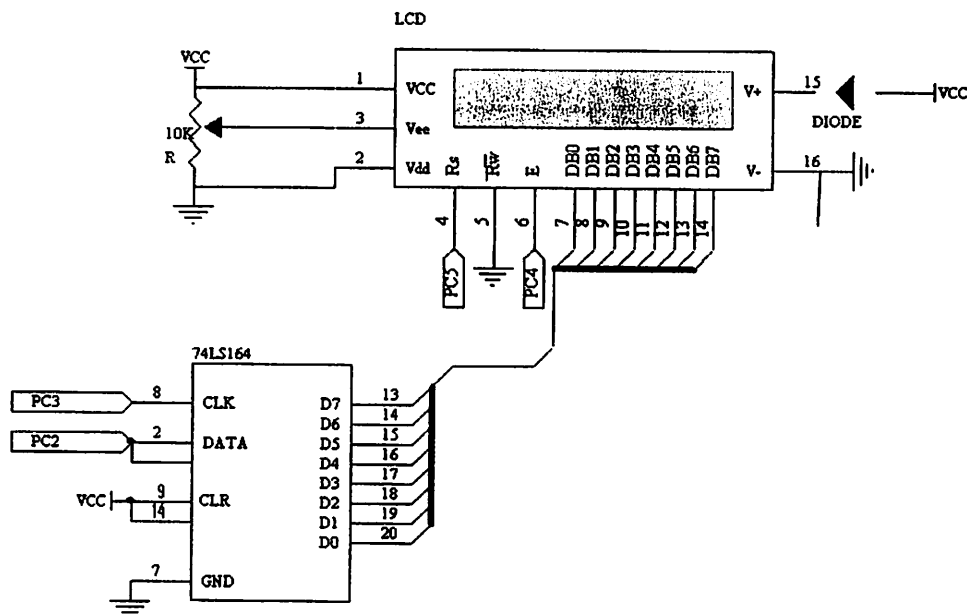 LCD
VCC
10K
R
1
3
2
VCC
Vee
Vdd
Rs
Rw
E
DB0
DB1
DB2
DB3
DB4
DB5
DB6
DB7
V+
V-
15
16
DIODE
VCC
4
5
6
7
8
9
10
11
12
13
14
PC5
PC4
74LS164
PC3
8
CLK
PC2
2
DATA
VCC
9
14
CLR
7
GND
D7
D6
D5
D4
D3
D2
D1
D0
13
14
15
16
17
18
19
20